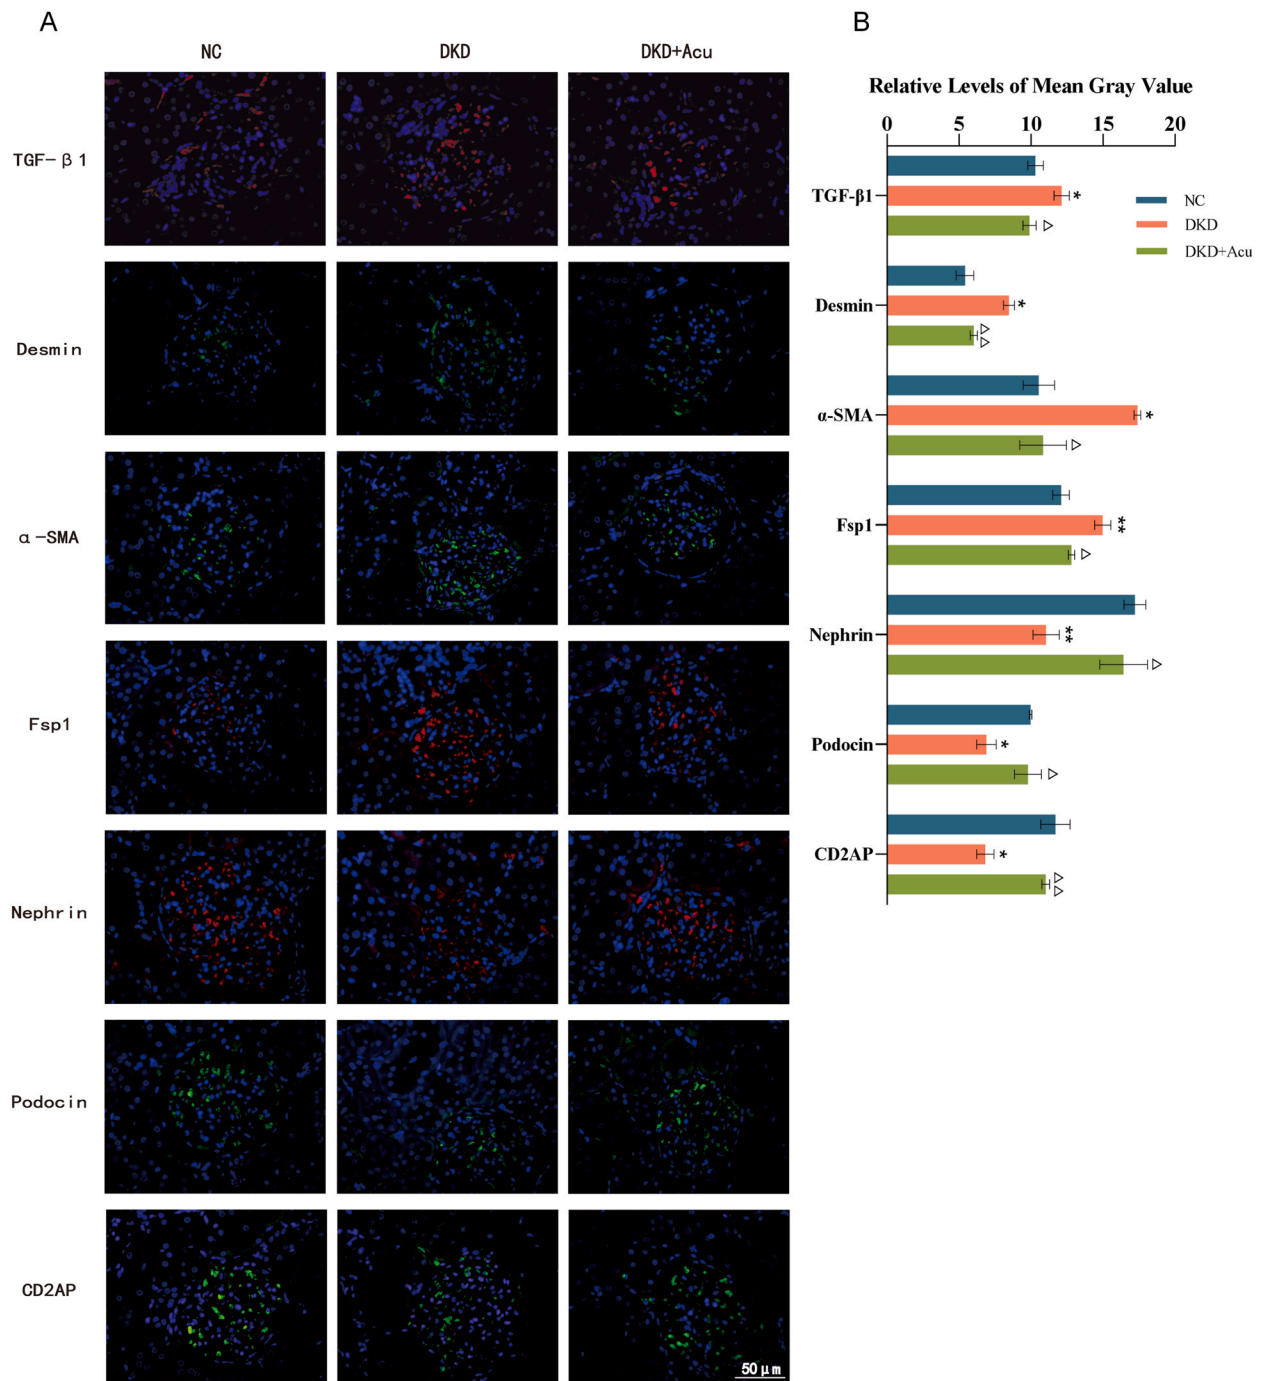 A
B
NC
DKD
DKD+Acu
TGF-β1
Desmin
α-SMA
Fsp1
Nephrin
Podocin
CD2AP
50 μm
Relative Levels of Mean Gray Value
0 5 10 15 20
TGF-β1
*
▷
Desmin
*
▷▷
α-SMA
*
▷
Fsp1
**
▷
Nephrin
**
▷
Podocin
*
▷
CD2AP
*
▷▷
NC
DKD
DKD+Acu